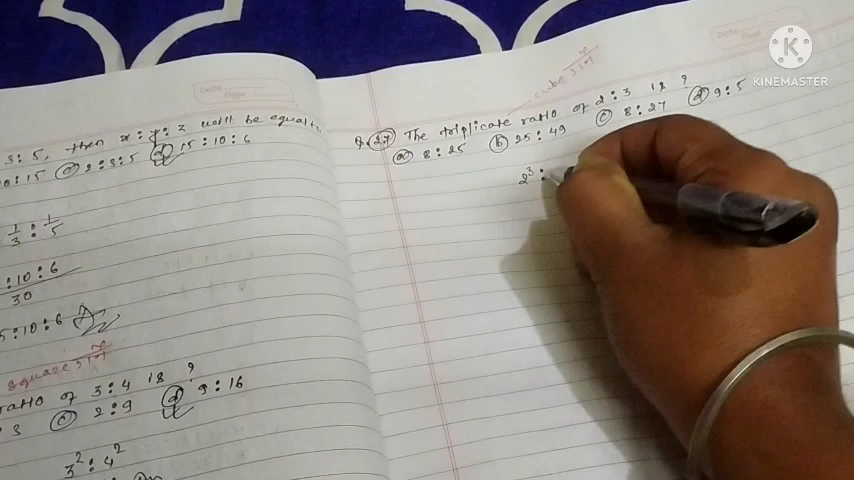 Date
Page
3:5, then x:y:z will be equal to
10:15 (c) 2:3:5 (d) 15:10:6
1/3 : 1/5
:10:6
30
5:10:6
square
ratio of 3:4 is ?
:3 (c) 2:9 (d) 9:16
3² : 4²
Date
Page
KINEMASTER
cube
Q.27 The triplicate ratio of 2:3 is ?
(a) 8:25 (b) 25:49 (c) 8:27 (d) 9:5
2³ :